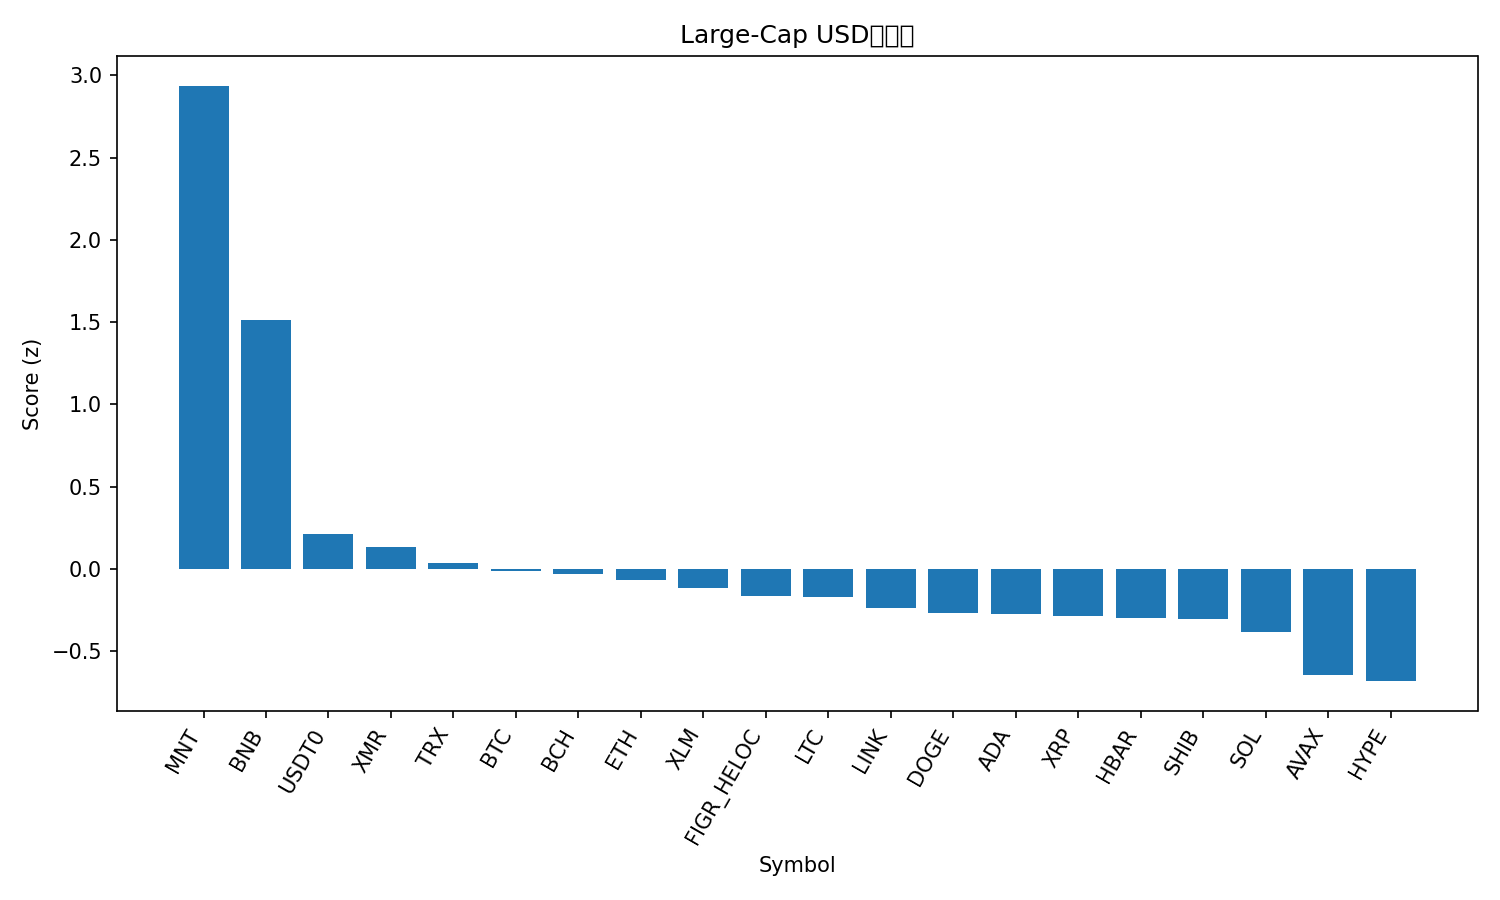 Large-Cap USD
3.0
2.5
2.0
1.5
1.0
0.5
0.0
−0.5
Score (z)
MNT
BNB
USDT0
XMR
TRX
BTC
BCH
ETH
XLM
FIGR_HELOC
LTC
LINK
DOGE
ADA
XRP
HBAR
SHIB
SOL
AVAX
HYPE
Symbol